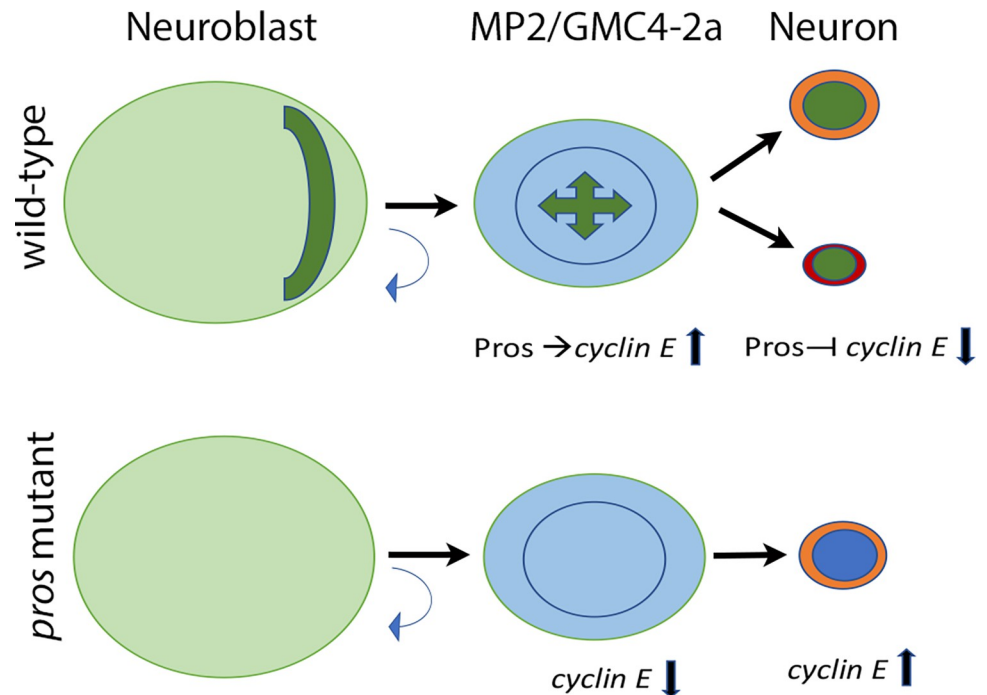 Neuroblast
MP2/GMC4-2a
Neuron
wild-type
Pros → cyclin E ⬆
Pros⊣ cyclin E ⬇
pros mutant
cyclin E ⬇
cyclin E ⬆